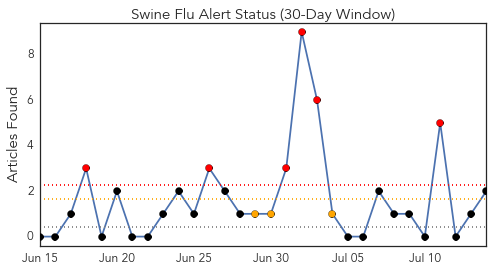 Swine Flu Alert Status (30-Day Window)
Articles Found
8
6
4
2
0
Jun 15
Jun 20
Jun 25
Jun 30
Jul 05
Jul 10